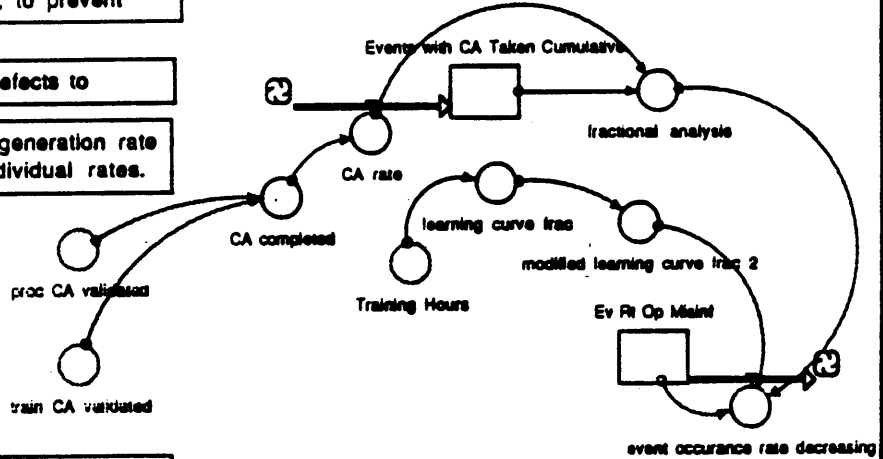 to prevent
efects to
generation rate
dividual rates.
Events with CA Taken Cumulative
fractional analysis
CA rate
CA completed
learning curve frac
modified learning curve frac 2
proc CA validated
Training Hours
Ev Rt Op Maint
train CA validated
event occurance rate decreasing